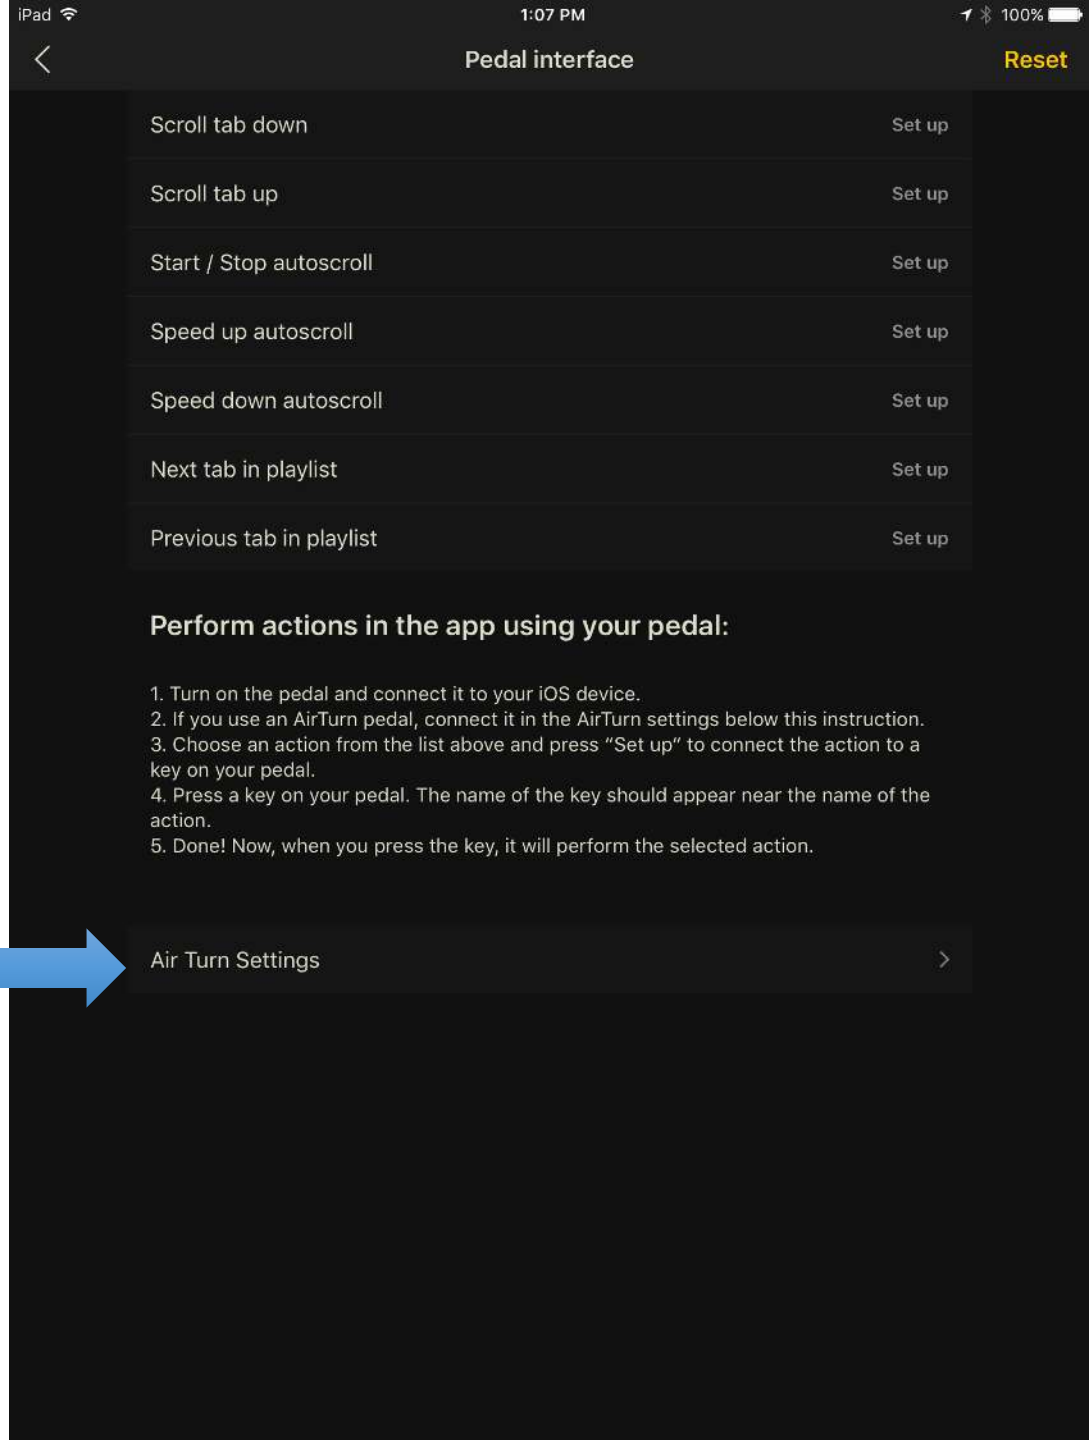 iPad 1:07 PM 100%
Pedal interface Reset
Scroll tab down Set up
Scroll tab up Set up
Start / Stop autoscroll Set up
Speed up autoscroll Set up
Speed down autoscroll Set up
Next tab in playlist Set up
Previous tab in playlist Set up
Perform actions in the app using your pedal:
1. Turn on the pedal and connect it to your iOS device.
2. If you use an AirTurn pedal, connect it in the AirTurn settings below this instruction.
3. Choose an action from the list above and press “Set up“ to connect the action to a
key on your pedal.
4. Press a key on your pedal. The name of the key should appear near the name of the
action.
5. Done! Now, when you press the key, it will perform the selected action.
Air Turn Settings